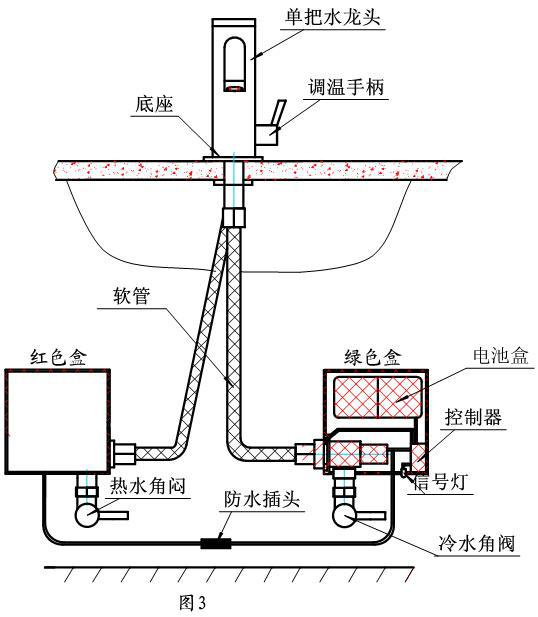 单把水龙头
调温手柄
底座
软管
红色盒
绿色盒
电池盒
控制器
信号灯
热水角闷
防水插头
冷水角阀
图3